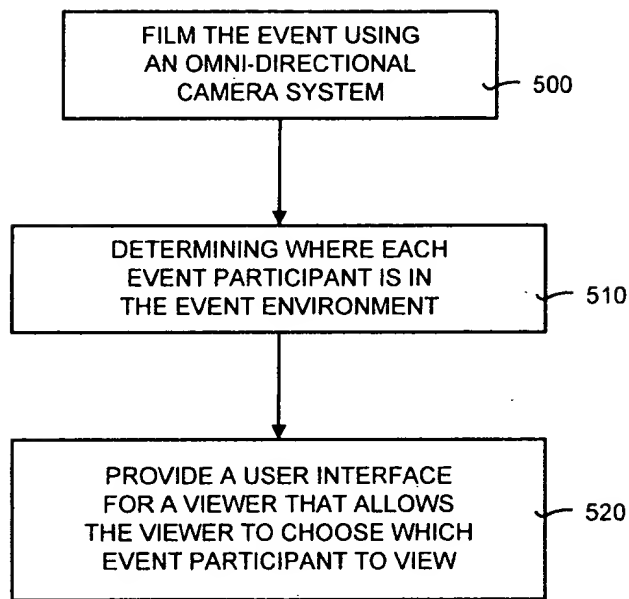 FILM THE EVENT USING
AN OMNI-DIRECTIONAL
CAMERA SYSTEM
500
DETERMINING WHERE EACH
EVENT PARTICIPANT IS IN
THE EVENT ENVIRONMENT
510
PROVIDE A USER INTERFACE
FOR A VIEWER THAT ALLOWS
THE VIEWER TO CHOOSE WHICH
EVENT PARTICIPANT TO VIEW
520